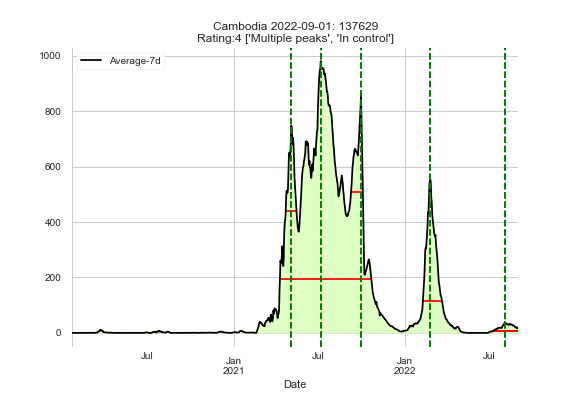 Cambodia 2022-09-01: 137629
Rating:4 ['Multiple peaks', 'In control']
Average-7d
1000
800
600
400
200
0
Jul
Jan
2021
Jul
Jan
2022
Jul
Date